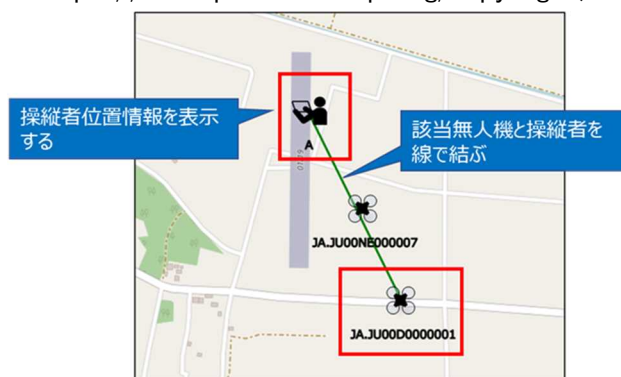 操縦者位置情報を表示
する
該当無人機と操縦者を
線で結ぶ
A
JA.JU00NE000007
JA.JU00D0000001